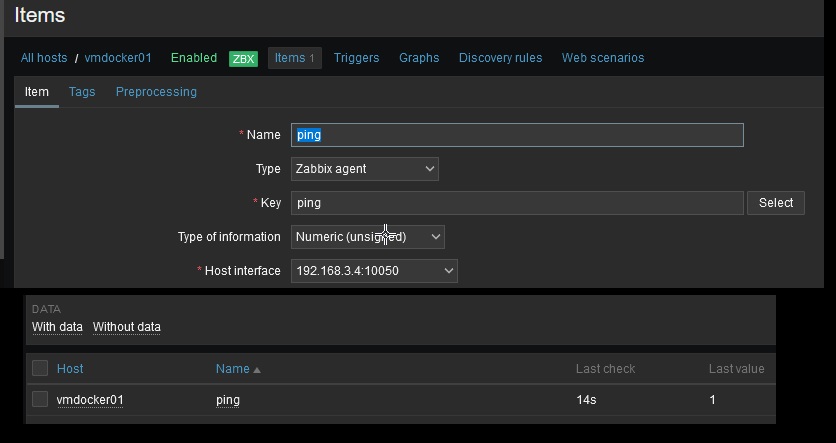 Items
All hosts / vmdocker01 Enabled ZBX Items 1 Triggers Graphs Discovery rules Web scenarios
Item Tags Preprocessing
* Name ping
Type Zabbix agent
* Key ping Select
Type of information Numeric (unsigned)
* Host interface 192.168.3.4:10050
DATA
With data Without data
Host Name Last check Last value
vmdocker01 ping 14s 1